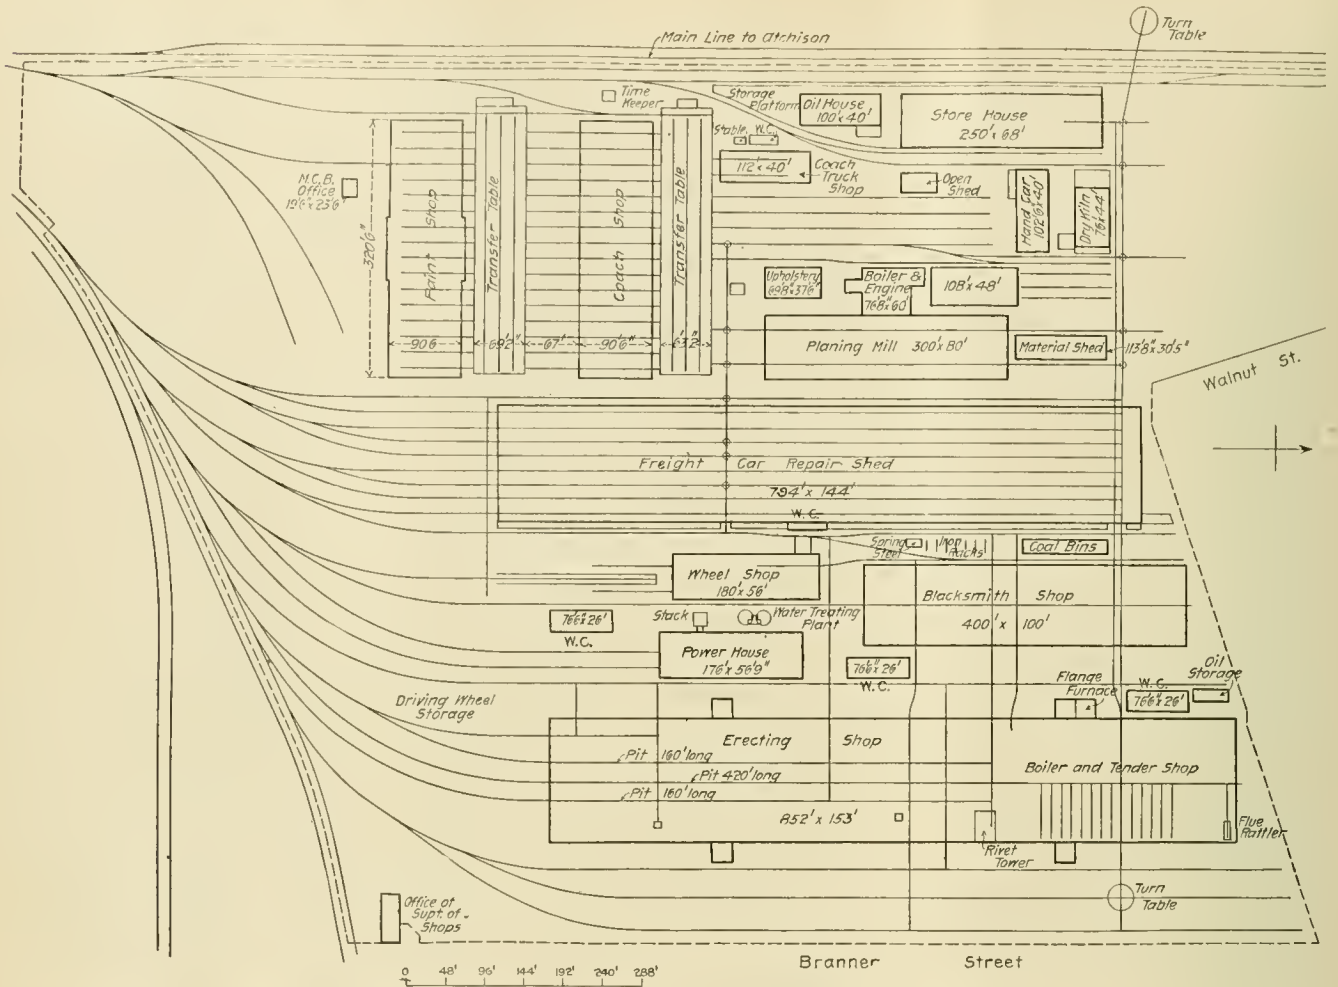 Turn
Table
Main Line to Atchison
Time
Keeper
Storage
Platform
Oil House
100' x 40'
Store House
250' x 68'
Stable
W.C.
112' x 40'
Coach
Truck
Shop
Open
Shed
Hand Car
102'6" x 40'
Dry Kiln
76' x 44'
M.C.B.
Office
19'6" x 23'6"
320'6"
Paint Shop
Transfer Table
Coach Shop
Transfer Table
90'6
69'2"
67'
90'6"
63'2"
Upholstery
69'8" x 37'6"
Boiler &
Engine
76'8" x 60'
108' x 48'
Planing Mill 300' x 80'
Material Shed
113'8" x 30'5"
Walnut St.
Freight Car Repair Shed
794' x 144'
W.C.
Spring
Steel
Iron
Racks
Coal Bins
Wheel Shop
180' x 56'
Blacksmith Shop
400' x 100'
76'6" x 26'
W.C.
Stack
Water Treating
Plant
Power House
176' x 56'9"
76'6" x 26'
W.C.
Flange
Furnace
W.C.
76'6" x 26'
Oil
Storage
Driving Wheel
Storage
Erecting Shop
Pit 160' long
Pit 420' long
Pit 160' long
Boiler and Tender Shop
852' x 153'
Rivet
Tower
Flue
Rattler
Turn
Table
Office of
Supt. of
Shops
Branner Street
0 48' 96' 144' 192' 240' 288'